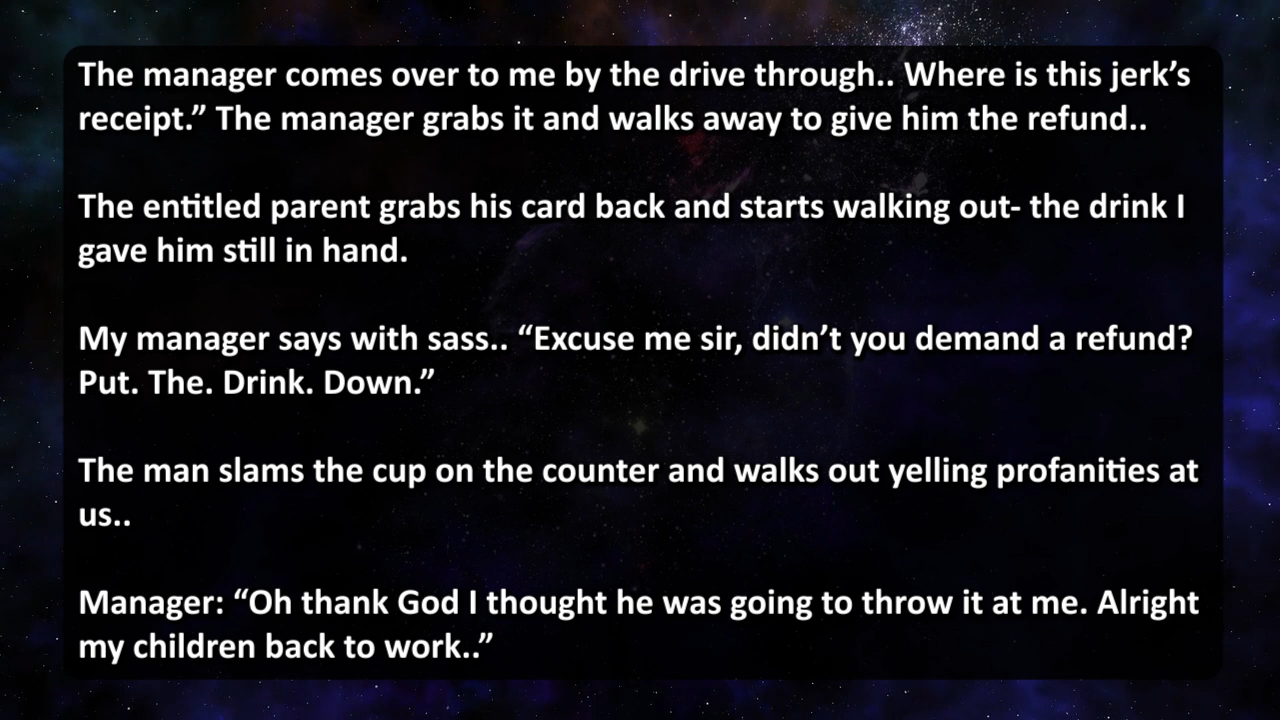 The manager comes over to me by the drive through.. Where is this jerk’s
receipt.” The manager grabs it and walks away to give him the refund..
The entitled parent grabs his card back and starts walking out- the drink I
gave him still in hand.
My manager says with sass.. “Excuse me sir, didn’t you demand a refund?
Put. The. Drink. Down.”
The man slams the cup on the counter and walks out yelling profanities at
us..
Manager: “Oh thank God I thought he was going to throw it at me. Alright
my children back to work..”